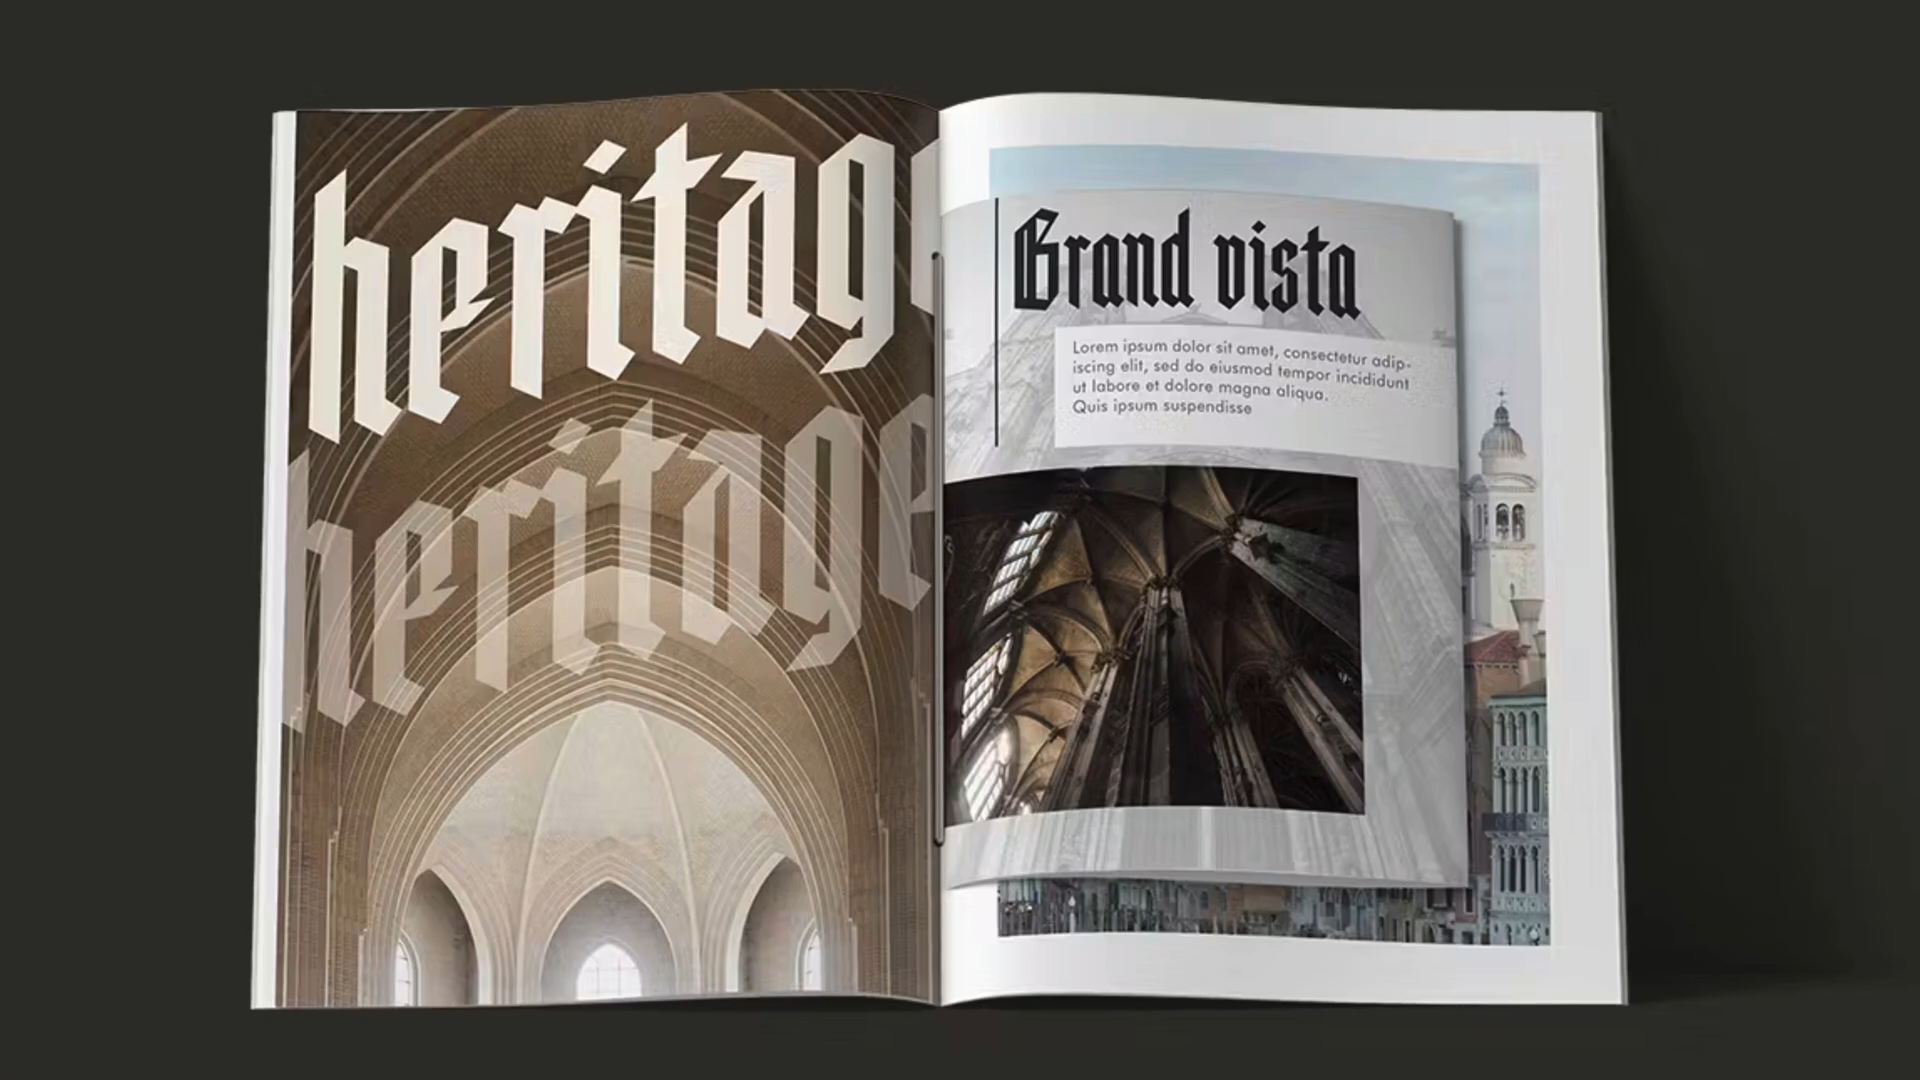 heritage
heritage
Grand vista
Lorem ipsum dolor sit amet, consectetur adip-
iscing elit, sed do eiusmod tempor incididunt
ut labore et dolore magna aliqua.
Quis ipsum suspendisse